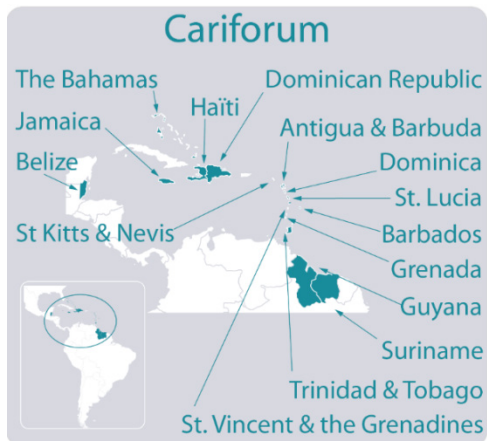 Cariforum
The Bahamas
Dominican Republic
Haïti
Jamaica
Antigua & Barbuda
Belize
Dominica
St. Lucia
St Kitts & Nevis
Barbados
Grenada
Guyana
Suriname
Trinidad & Tobago
St. Vincent & the Grenadines